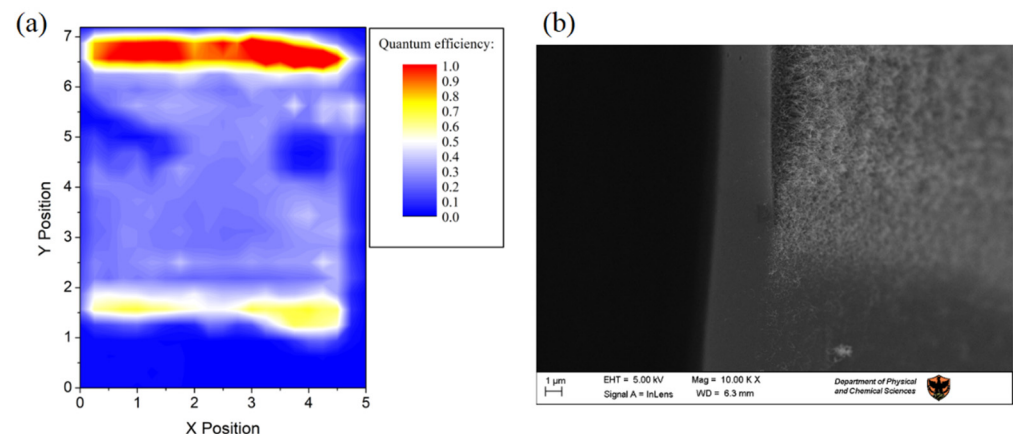 (a)
(b)
7
6
5
4
3
2
1
0
Y Position
0 1 2 3 4 5
X Position
Quantum efficiency:
1.0
0.9
0.8
0.7
0.6
0.5
0.4
0.3
0.2
0.1
0.0
1 µm
EHT = 5.00 kV
Mag = 10.00 K X
Signal A = InLens
WD = 6.3 mm
Department of Physical
and Chemical Sciences